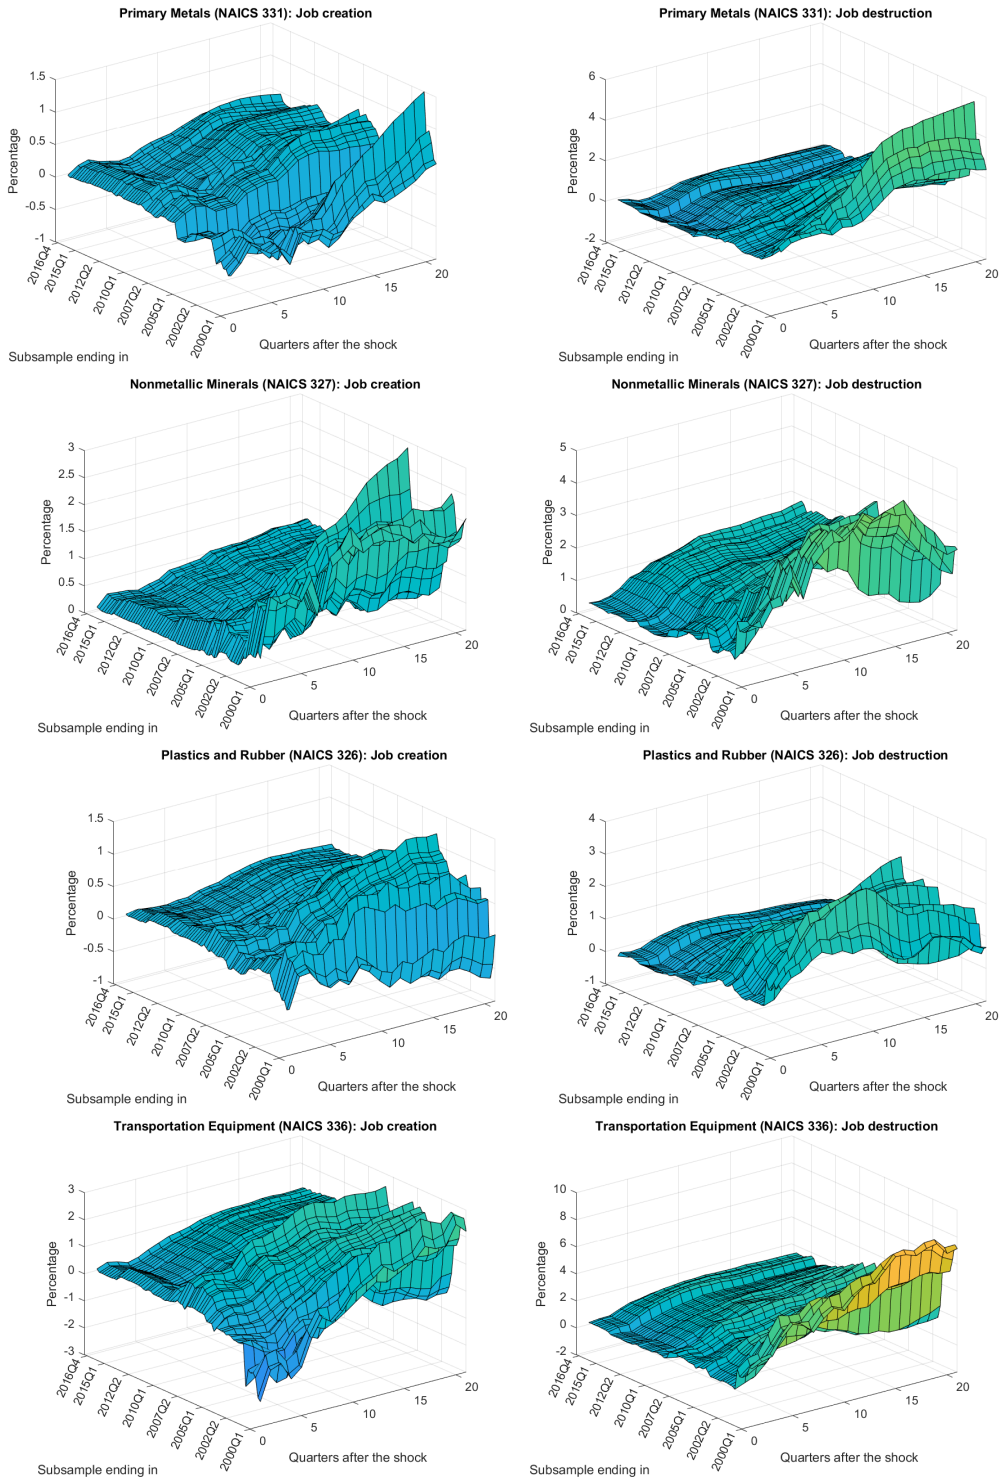 Primary Metals (NAICS 331): Job creation
1.5
1
0.5
0
-0.5
-1
Percentage
2016Q4
2015Q1
2012Q2
2010Q1
2007Q2
2005Q1
2002Q2
2000Q1
0
5
10
15
20
Quarters after the shock
Subsample ending in
Primary Metals (NAICS 331): Job destruction
6
4
2
0
-2
Percentage
2016Q4
2015Q1
2012Q2
2010Q1
2007Q2
2005Q1
2002Q2
2000Q1
0
5
10
15
20
Quarters after the shock
Subsample ending in
Nonmetallic Minerals (NAICS 327): Job creation
3
2.5
2
1.5
1
0.5
0
Percentage
2016Q4
2015Q1
2012Q2
2010Q1
2007Q2
2005Q1
2002Q2
2000Q1
0
5
10
15
20
Quarters after the shock
Subsample ending in
Nonmetallic Minerals (NAICS 327): Job destruction
5
4
3
2
1
0
Percentage
2016Q4
2015Q1
2012Q2
2010Q1
2007Q2
2005Q1
2002Q2
2000Q1
0
5
10
15
20
Quarters after the shock
Subsample ending in
Plastics and Rubber (NAICS 326): Job creation
1.5
1
0.5
0
-0.5
-1
Percentage
2016Q4
2015Q1
2012Q2
2010Q1
2007Q2
2005Q1
2002Q2
2000Q1
0
5
10
15
20
Quarters after the shock
Subsample ending in
Plastics and Rubber (NAICS 326): Job destruction
4
3
2
1
0
-1
Percentage
2016Q4
2015Q1
2012Q2
2010Q1
2007Q2
2005Q1
2002Q2
2000Q1
0
5
10
15
20
Quarters after the shock
Subsample ending in
Transportation Equipment (NAICS 336): Job creation
3
2
1
0
-1
-2
-3
Percentage
2016Q4
2015Q1
2012Q2
2010Q1
2007Q2
2005Q1
2002Q2
2000Q1
0
5
10
15
20
Quarters after the shock
Subsample ending in
Transportation Equipment (NAICS 336): Job destruction
10
8
6
4
2
0
-2
Percentage
2016Q4
2015Q1
2012Q2
2010Q1
2007Q2
2005Q1
2002Q2
2000Q1
0
5
10
15
20
Quarters after the shock
Subsample ending in